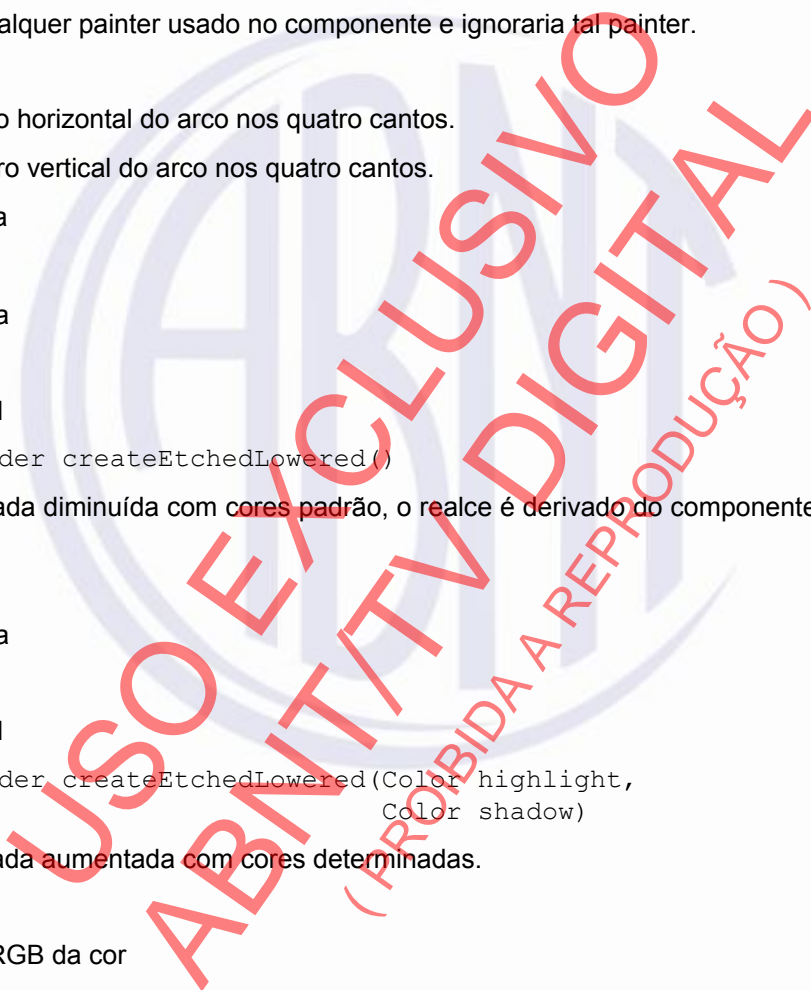 alquer painter usado no componente e ignoraria tal painter.
o horizontal do arco nos quatro cantos.
ro vertical do arco nos quatro cantos.
a
a
l
der createEtchedLowered()
ada diminuída com cores padrão, o realce é derivado do componente
a
l
der createEtchedLowered(Color highlight,
Color shadow)
ada aumentada com cores determinadas.
RGB da cor
USO EXCLUSIVO
ABNT/TV DIGITAL
( PROIBIDA A REPRODUÇÃO )
ABNT